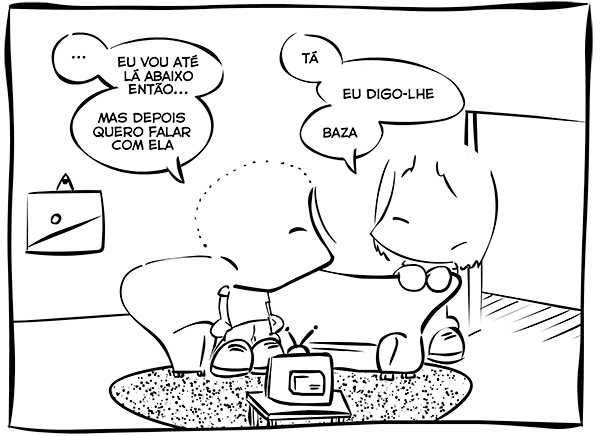 ...
EU VOU ATÉ
LÁ ABAIXO
ENTÃO...
MAS DEPOIS
QUERO FALAR
COM ELA
TÁ
EU DIGO-LHE
BAZA